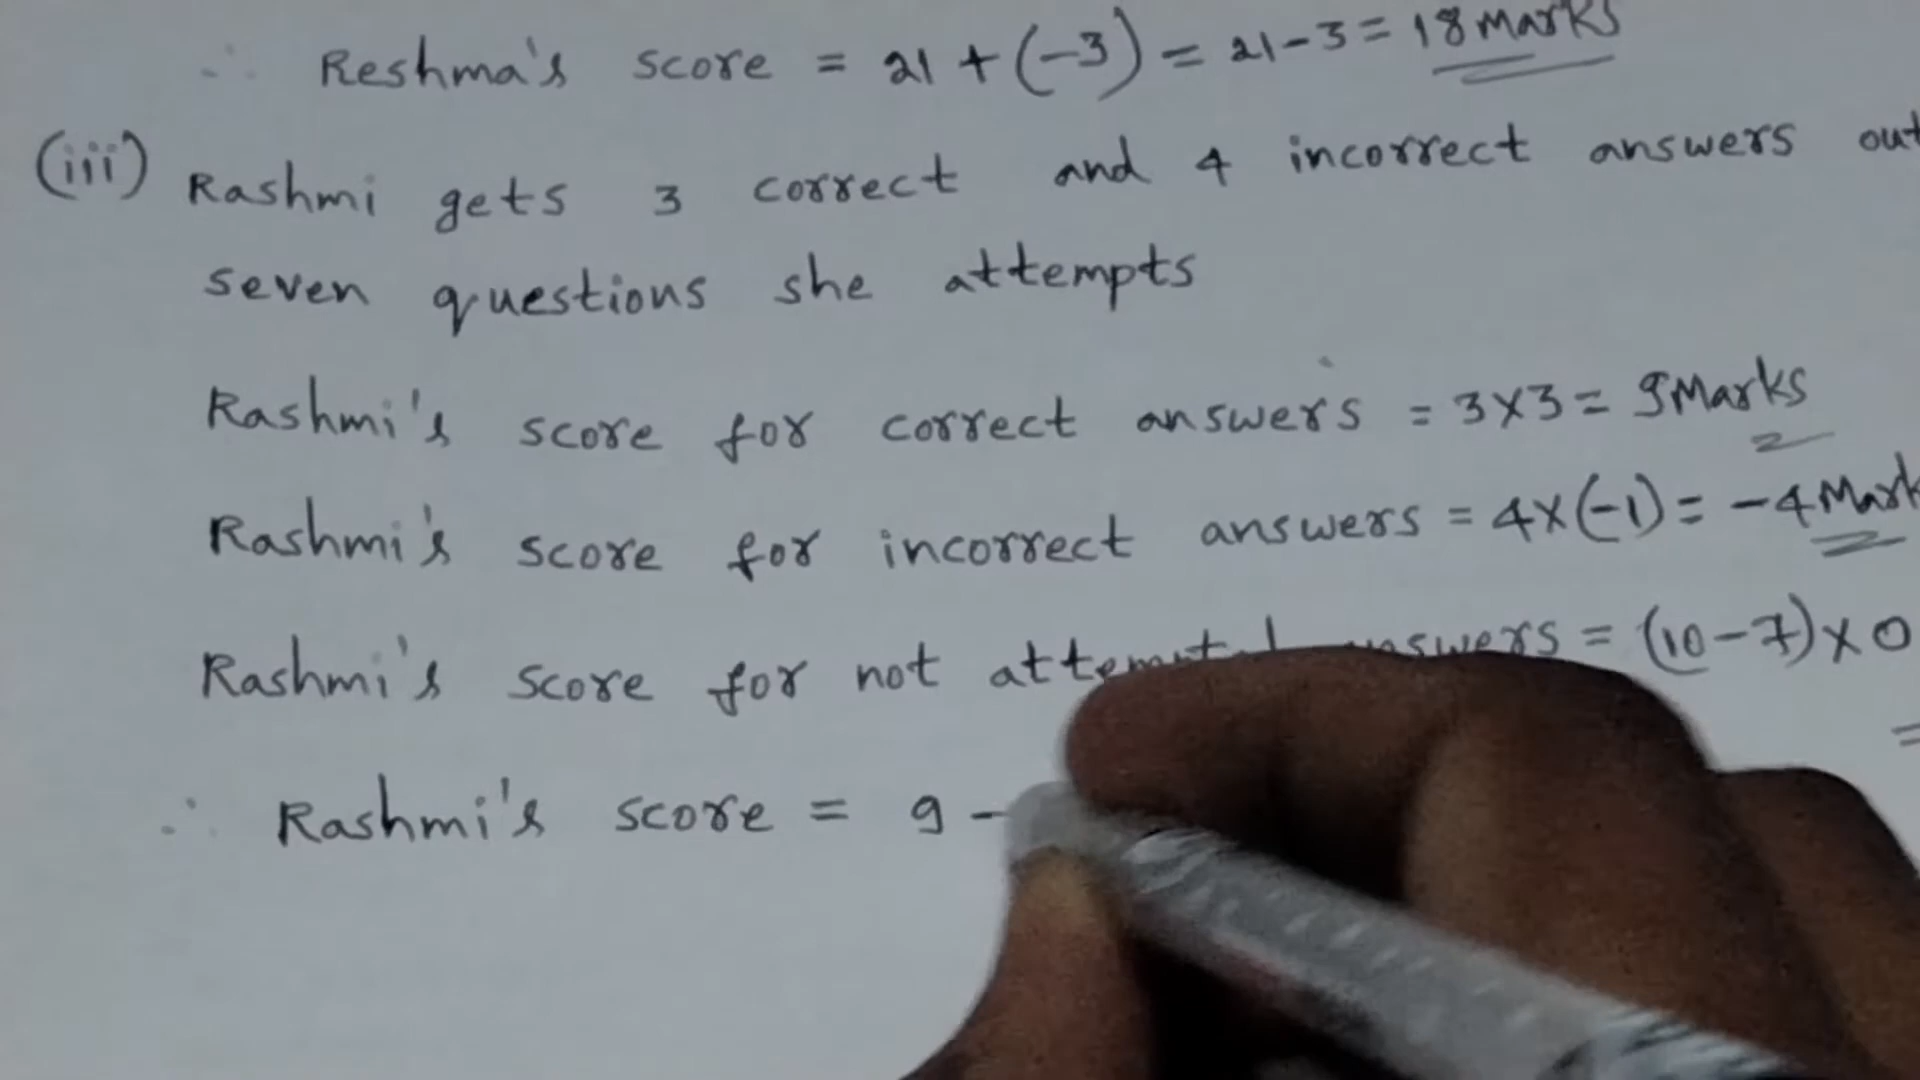 ∴ Reshma's score = 21 + (-3) = 21-3 = 18 Marks
(iii) Rashmi gets 3 correct and 4 incorrect answers out
seven questions she attempts
Rashmi's score for correct answers = 3×3 = 9 Marks
Rashmi's score for incorrect answers = 4×(-1) = -4 Mark
Rashmi's score for not answers = (10-7)×0
=
∴ Rashmi's score = 9 -